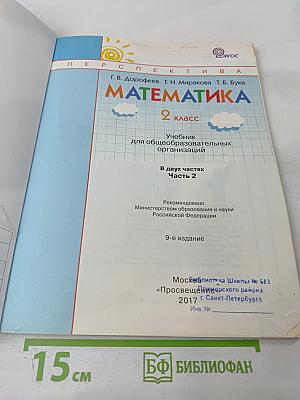 ФГОС
ПЕРСПЕКТИВА
Г. В. Дорофеев Т. Н. Миракова Т. Б. Бука
МАТЕМАТИКА
2 класс
Учебник
для общеобразовательных
организаций
В двух частях
Часть 2
Рекомендовано
Министерством образования и науки
Российской Федерации
9-е издание
Москва
«Просвещение»
2017
Библиотека Школы № 683
Приморского района
г. Санкт-Петербурга
Инв. №
15 см
БФ БИБЛИОФАН